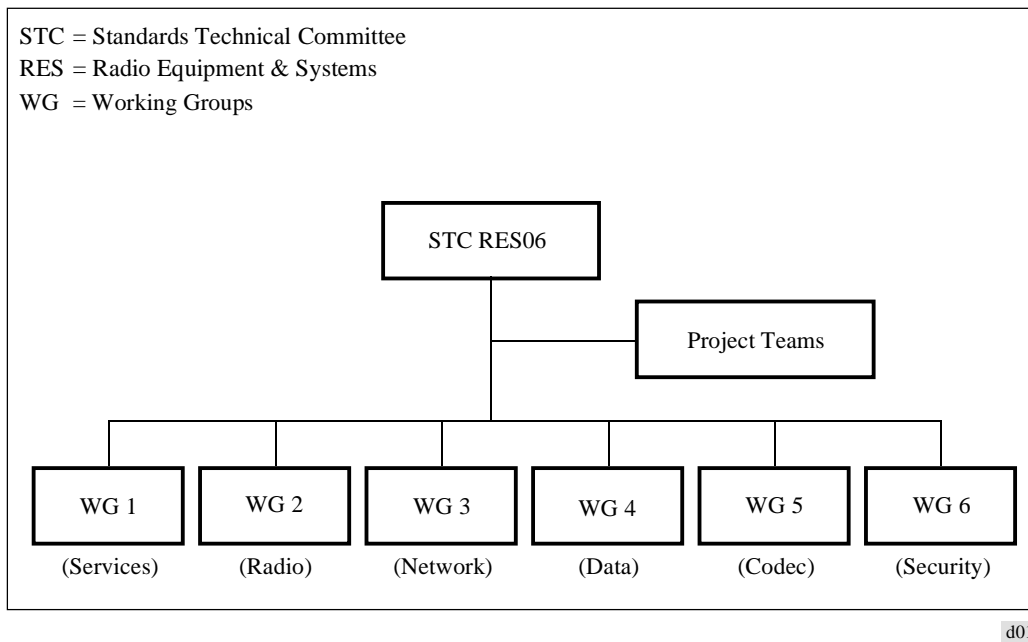 STC = Standards Technical Committee
RES = Radio Equipment & Systems
WG = Working Groups
STC RES06
Project Teams
WG 1 WG 2 WG 3 WG 4 WG 5 WG 6
(Services) (Radio) (Network) (Data) (Codec) (Security)